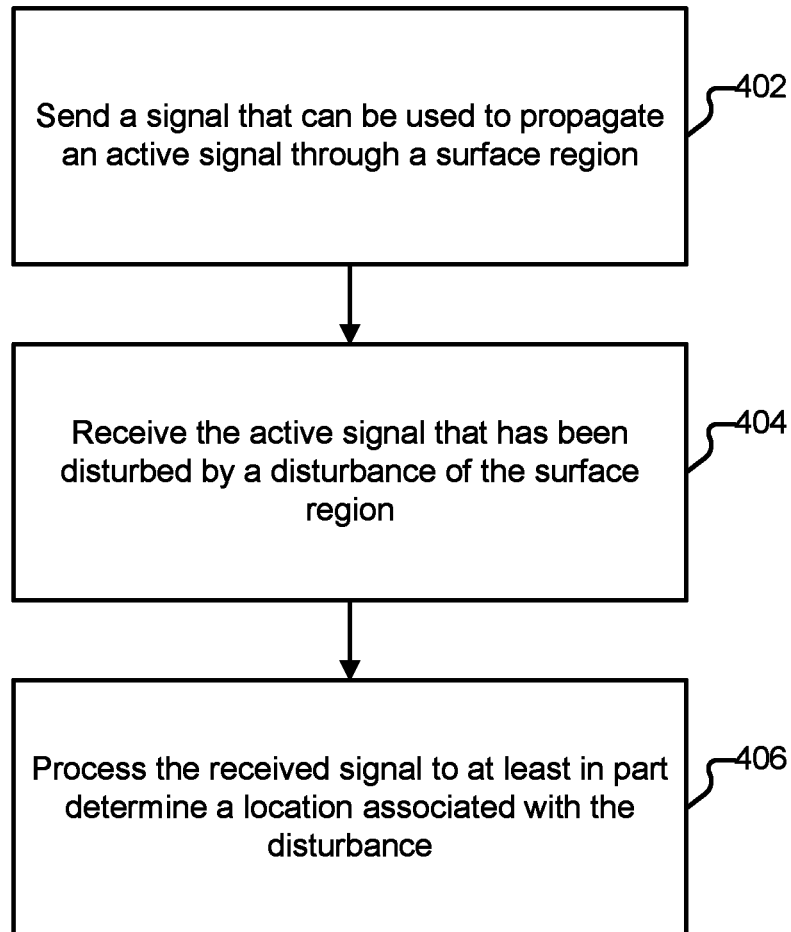 Send a signal that can be used to propagate
an active signal through a surface region
402
Receive the active signal that has been
disturbed by a disturbance of the surface
region
404
Process the received signal to at least in part
determine a location associated with the
disturbance
406